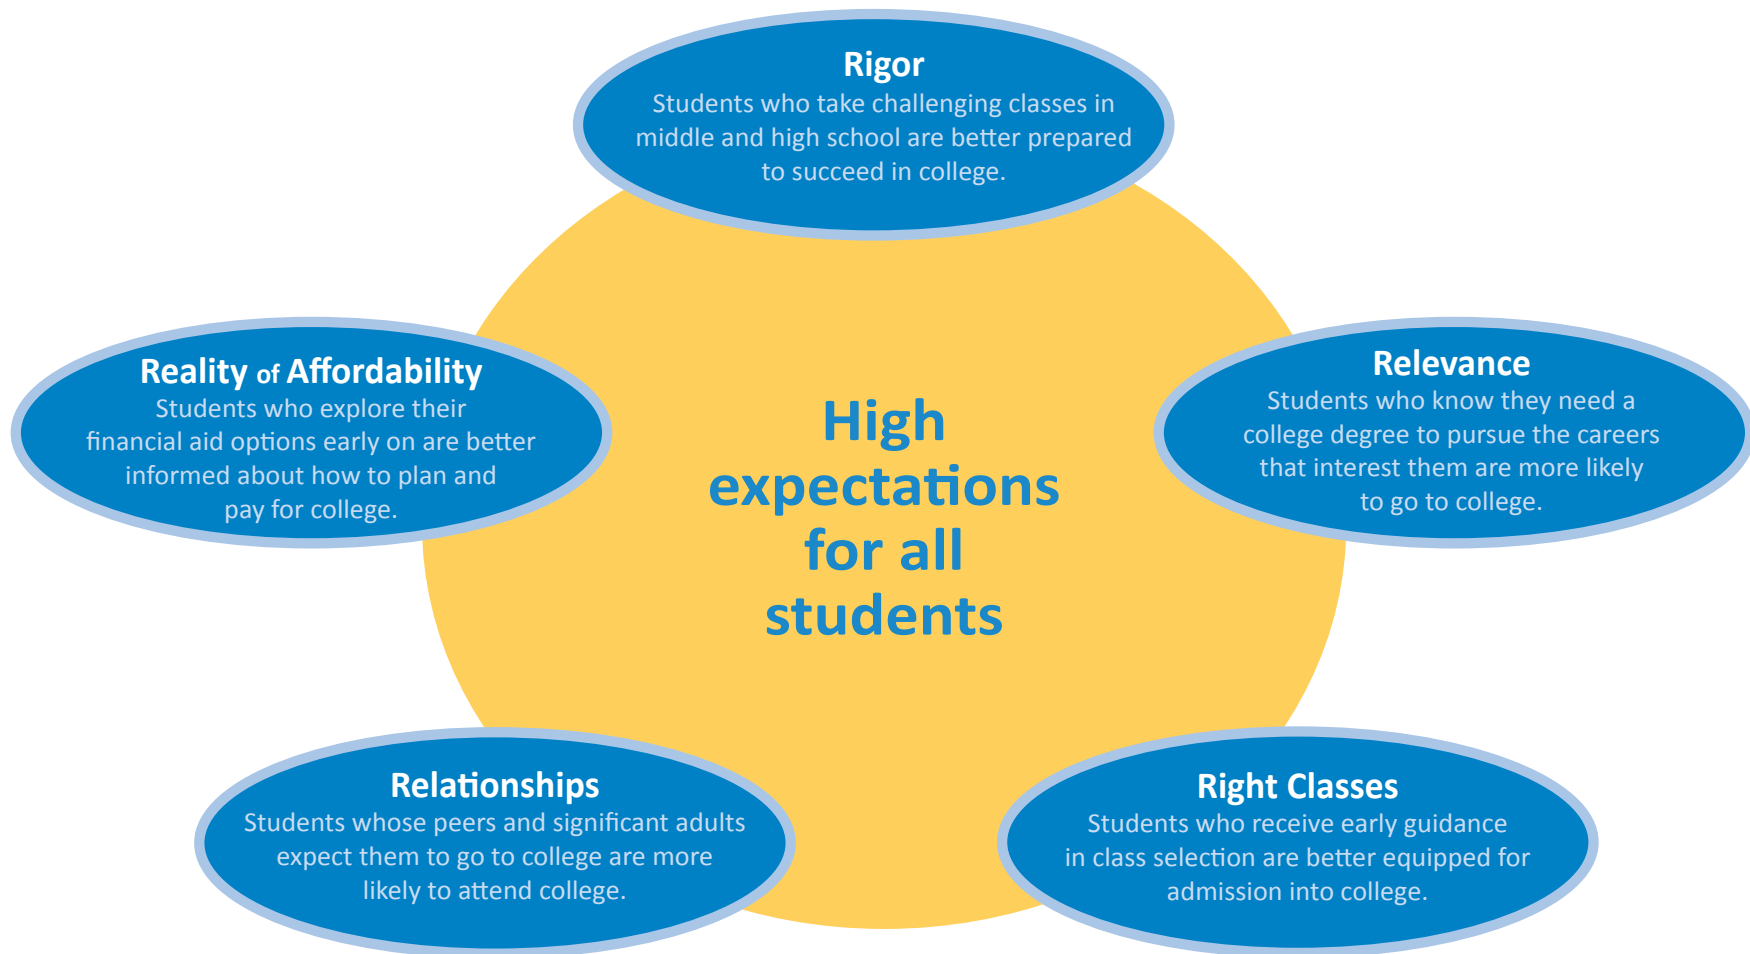 Rigor
Students who take challenging classes in
middle and high school are better prepared
to succeed in college.
Reality of Affordability
Students who explore their
financial aid options early on are better
informed about how to plan and
pay for college.
High
expectations
for all
students
Relevance
Students who know they need a
college degree to pursue the careers
that interest them are more likely
to go to college.
Relationships
Students whose peers and significant adults
expect them to go to college are more
likely to attend college.
Right Classes
Students who receive early guidance
in class selection are better equipped for
admission into college.